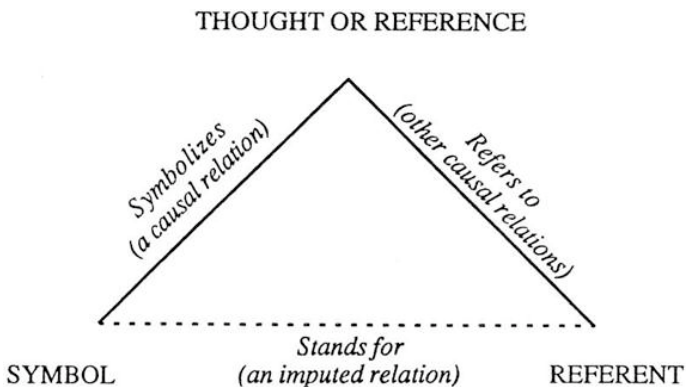 THOUGHT OR REFERENCE
Symbolizes
(a causal relation)
Refers to
(other causal relations)
Stands for
SYMBOL (an imputed relation) REFERENT